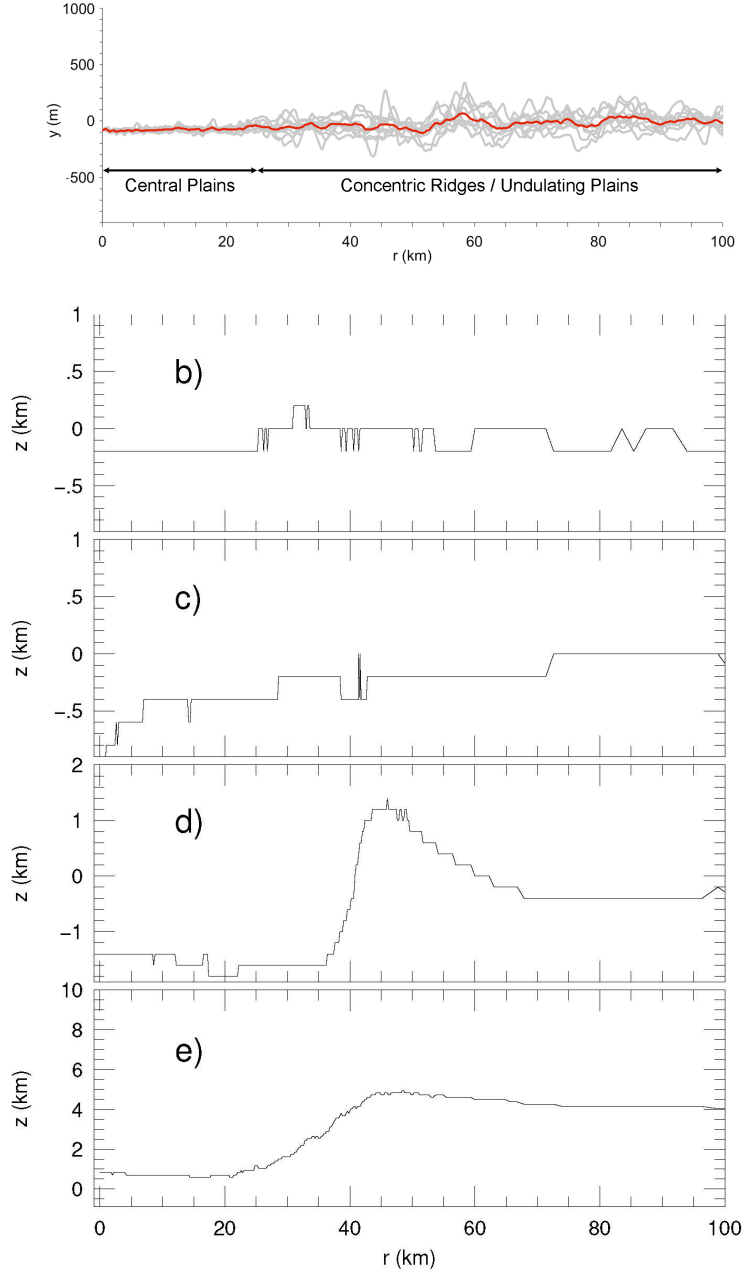 1000
500
0
-500
y (m)
Central Plains
Concentric Ridges / Undulating Plains
0 20 40 60 80 100
r (km)
1
.5
0
-.5
z (km)
b)
1
.5
0
-.5
z (km)
c)
2
1
0
-1
z (km)
d)
10
8
6
4
2
0
z (km)
e)
0 20 40 60 80 100
r (km)